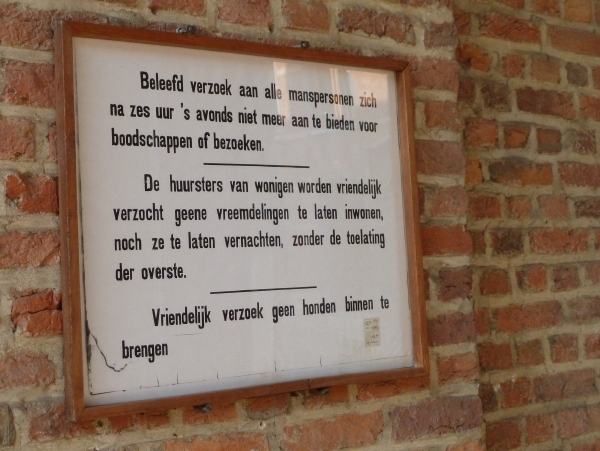 Beleefd verzoek aan alle manspersonen zich
na zes uur 's avonds niet meer aan te bieden voor
boodschappen of bezoeken.
De huursters van wonigen worden vriendelijk
verzocht geene vreemdelingen te laten inwonen,
noch ze te laten vernachten, zonder de toelating
der overste.
Vriendelijk verzoek geen honden binnen te
brengen